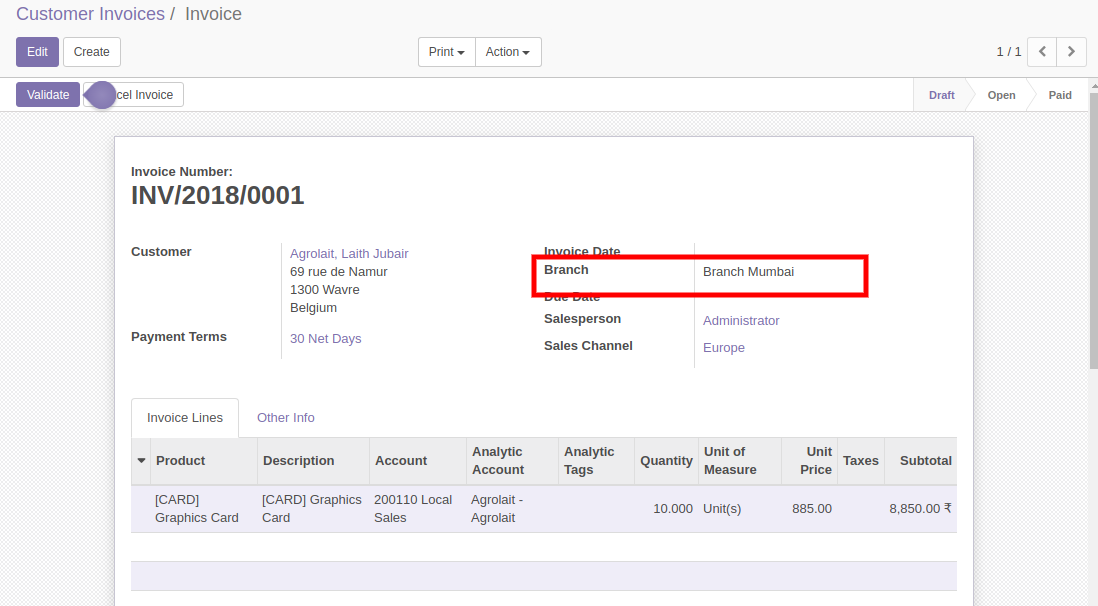 Customer Invoices / Invoice
Edit Create Print Action 1 / 1
Validate cel Invoice Draft Open Paid
Invoice Number:
INV/2018/0001
Customer
Agrolait, Laith Jubair
69 rue de Namur
1300 Wavre
Belgium
Payment Terms 30 Net Days
Invoice Date
Branch Branch Mumbai
Due Date
Salesperson Administrator
Sales Channel Europe
Invoice Lines Other Info
Product Description Account Analytic Account Analytic Tags Quantity Unit of Measure Unit Price Taxes Subtotal
[CARD] Graphics Card [CARD] Graphics Card 200110 Local Sales Agrolait - Agrolait 10.000 Unit(s) 885.00 8,850.00 ₹